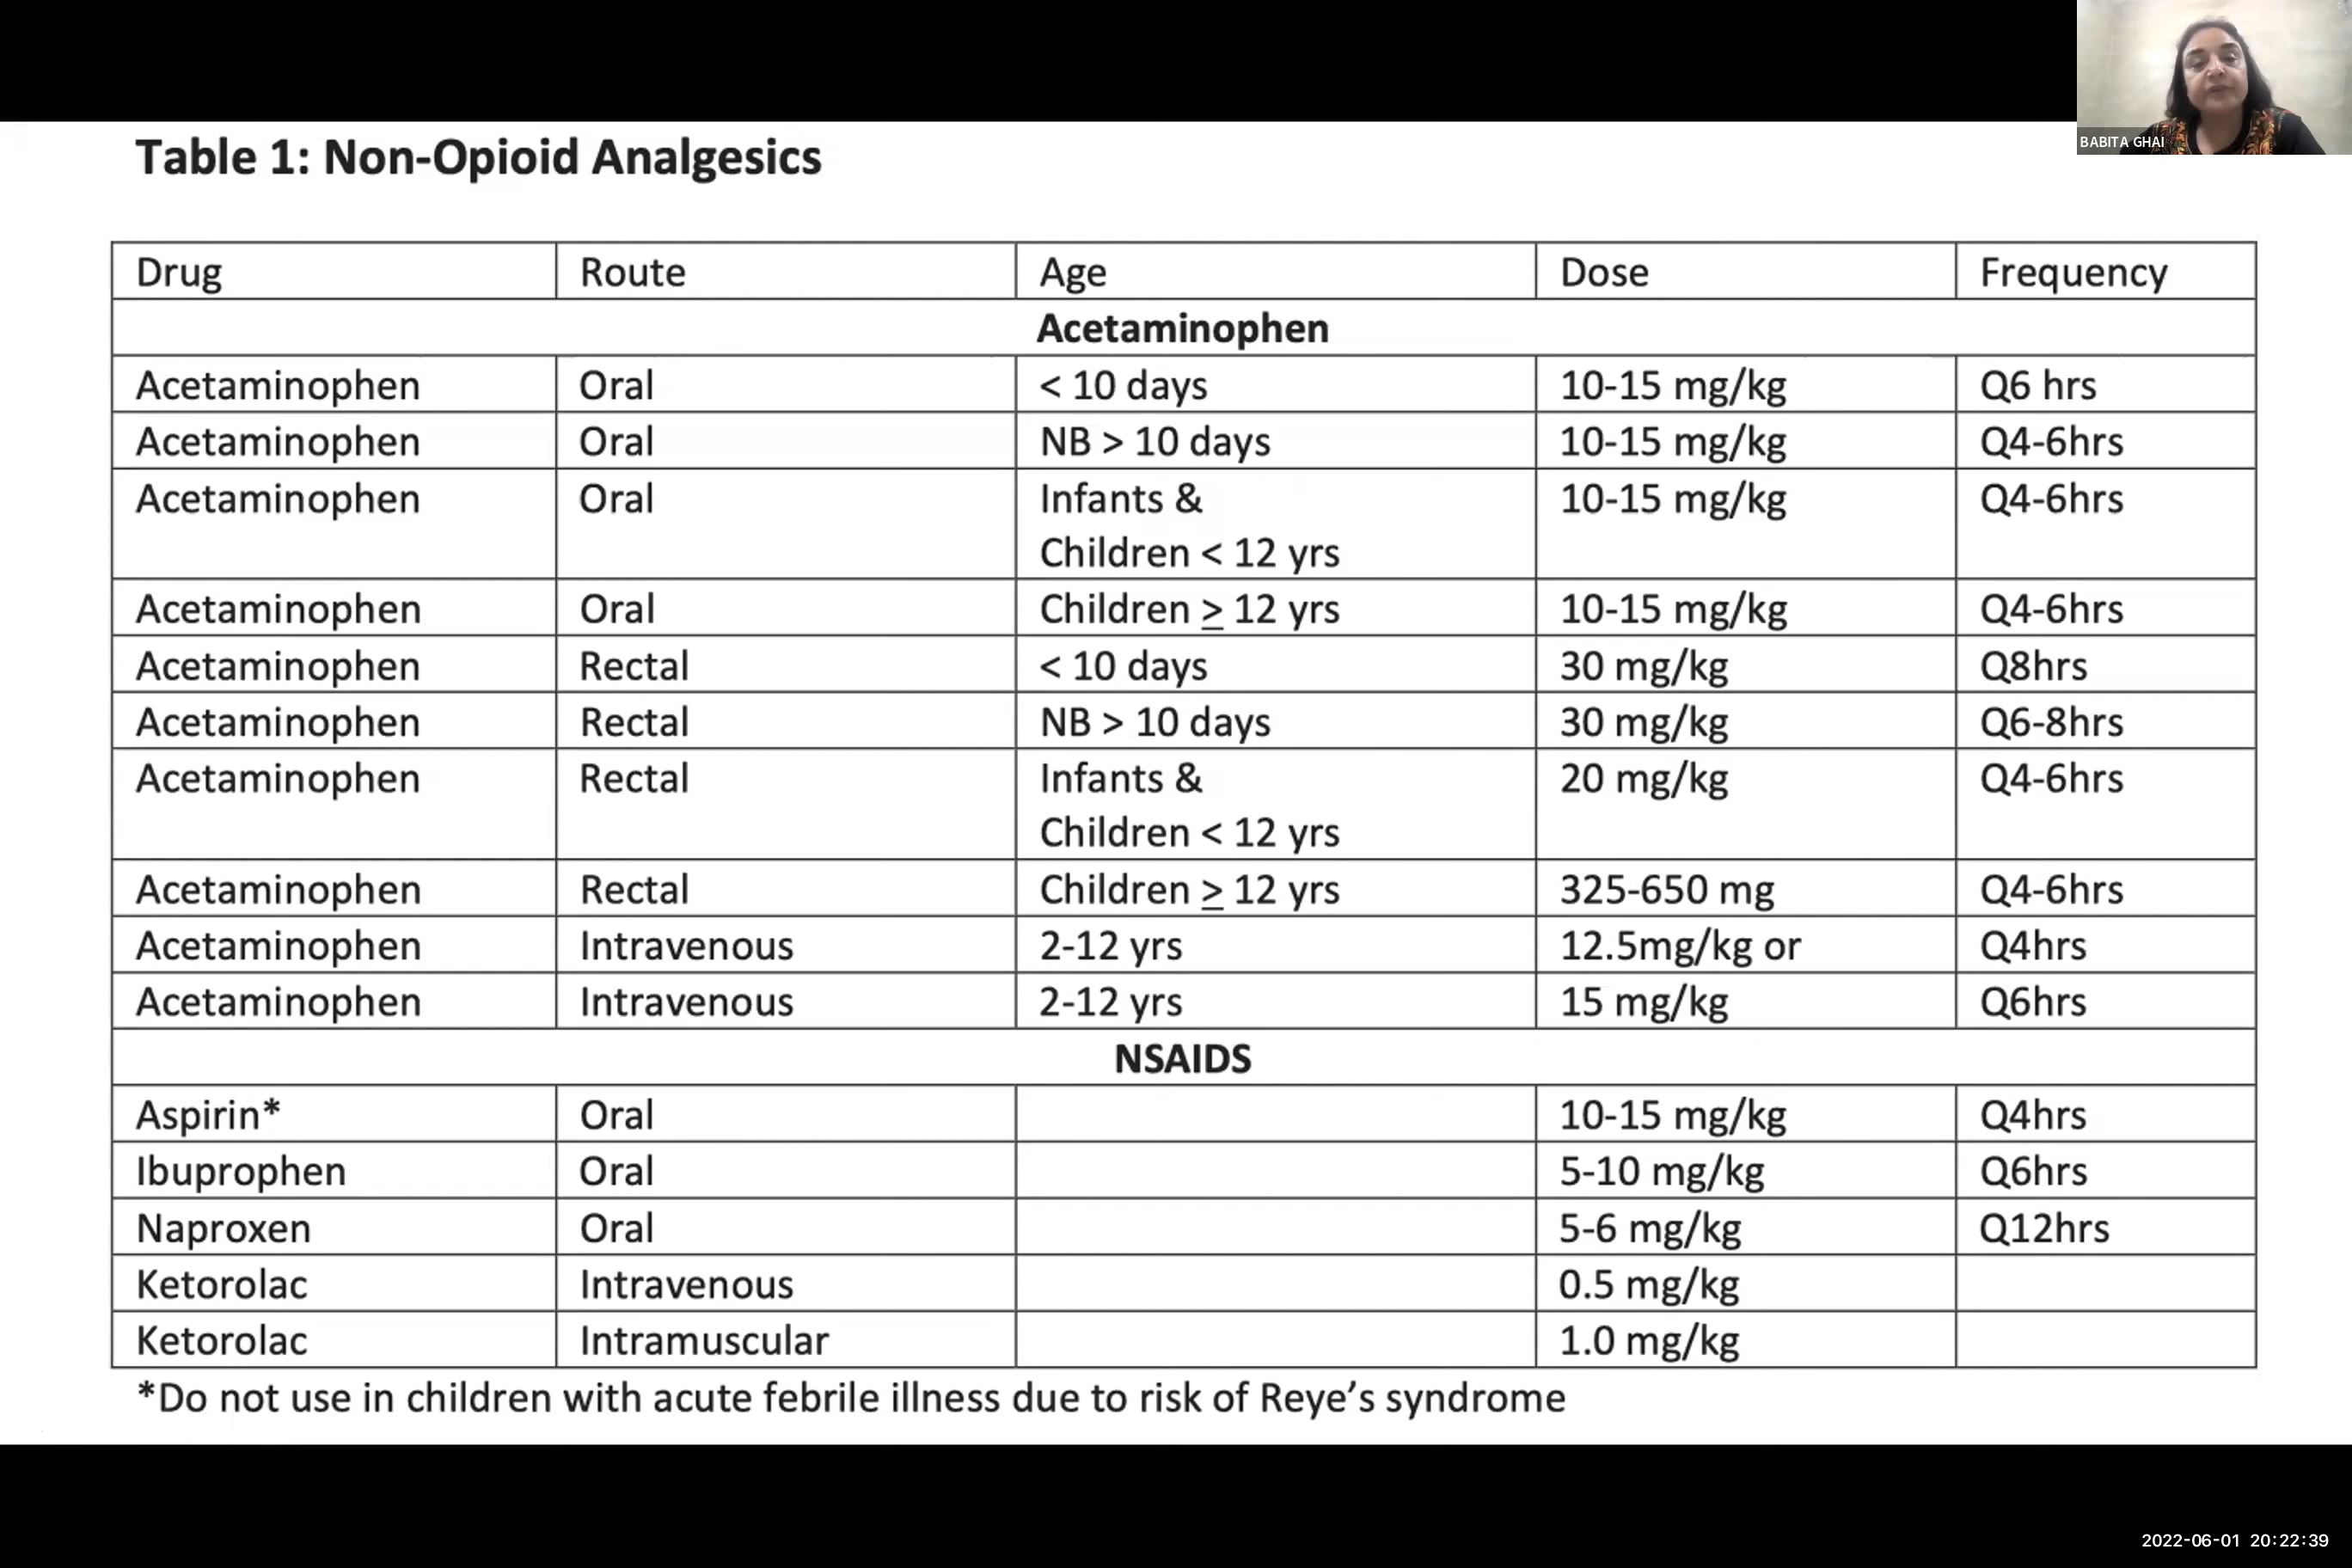 BABITA GHAI
Table 1: Non-Opioid Analgesics
Drug Route Age Dose Frequency
Acetaminophen
Acetaminophen Oral < 10 days 10-15 mg/kg Q6 hrs
Acetaminophen Oral NB > 10 days 10-15 mg/kg Q4-6hrs
Acetaminophen Oral Infants & 10-15 mg/kg Q4-6hrs
Children < 12 yrs
Acetaminophen Oral Children ≥ 12 yrs 10-15 mg/kg Q4-6hrs
Acetaminophen Rectal < 10 days 30 mg/kg Q8hrs
Acetaminophen Rectal NB > 10 days 30 mg/kg Q6-8hrs
Acetaminophen Rectal Infants & 20 mg/kg Q4-6hrs
Children < 12 yrs
Acetaminophen Rectal Children ≥ 12 yrs 325-650 mg Q4-6hrs
Acetaminophen Intravenous 2-12 yrs 12.5mg/kg or Q4hrs
Acetaminophen Intravenous 2-12 yrs 15 mg/kg Q6hrs
NSAIDS
Aspirin* Oral 10-15 mg/kg Q4hrs
Ibuprophen Oral 5-10 mg/kg Q6hrs
Naproxen Oral 5-6 mg/kg Q12hrs
Ketorolac Intravenous 0.5 mg/kg
Ketorolac Intramuscular 1.0 mg/kg
*Do not use in children with acute febrile illness due to risk of Reye’s syndrome
2022-06-01 20:22:39